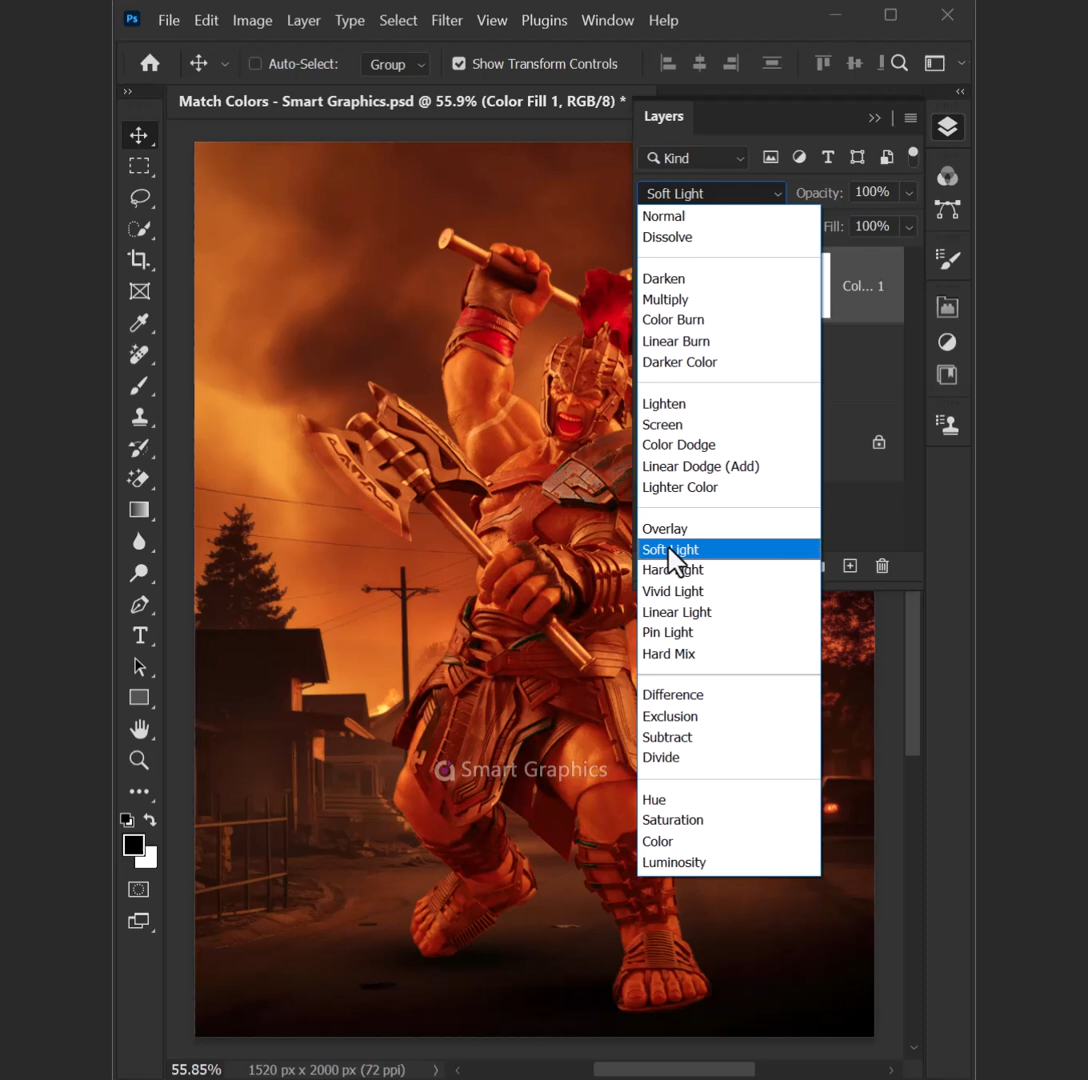 Ps File Edit Image Layer Type Select Filter View Plugins Window Help
Auto-Select: Group Show Transform Controls
Match Colors - Smart Graphics.psd @ 55.9% (Color Fill 1, RGB/8) *
Layers
Kind
Soft Light Opacity: 100%
Normal
Fill: 100%
Dissolve
Darken
Col... 1
Multiply
Color Burn
Linear Burn
Darker Color
Lighten
Screen
Color Dodge
Linear Dodge (Add)
Lighter Color
Overlay
Soft Light
Hard Light
Vivid Light
Linear Light
Pin Light
Hard Mix
Difference
Exclusion
Subtract
Divide
Smart Graphics
Hue
Saturation
Color
Luminosity
55.85% 1520 px x 2000 px (72 ppi)